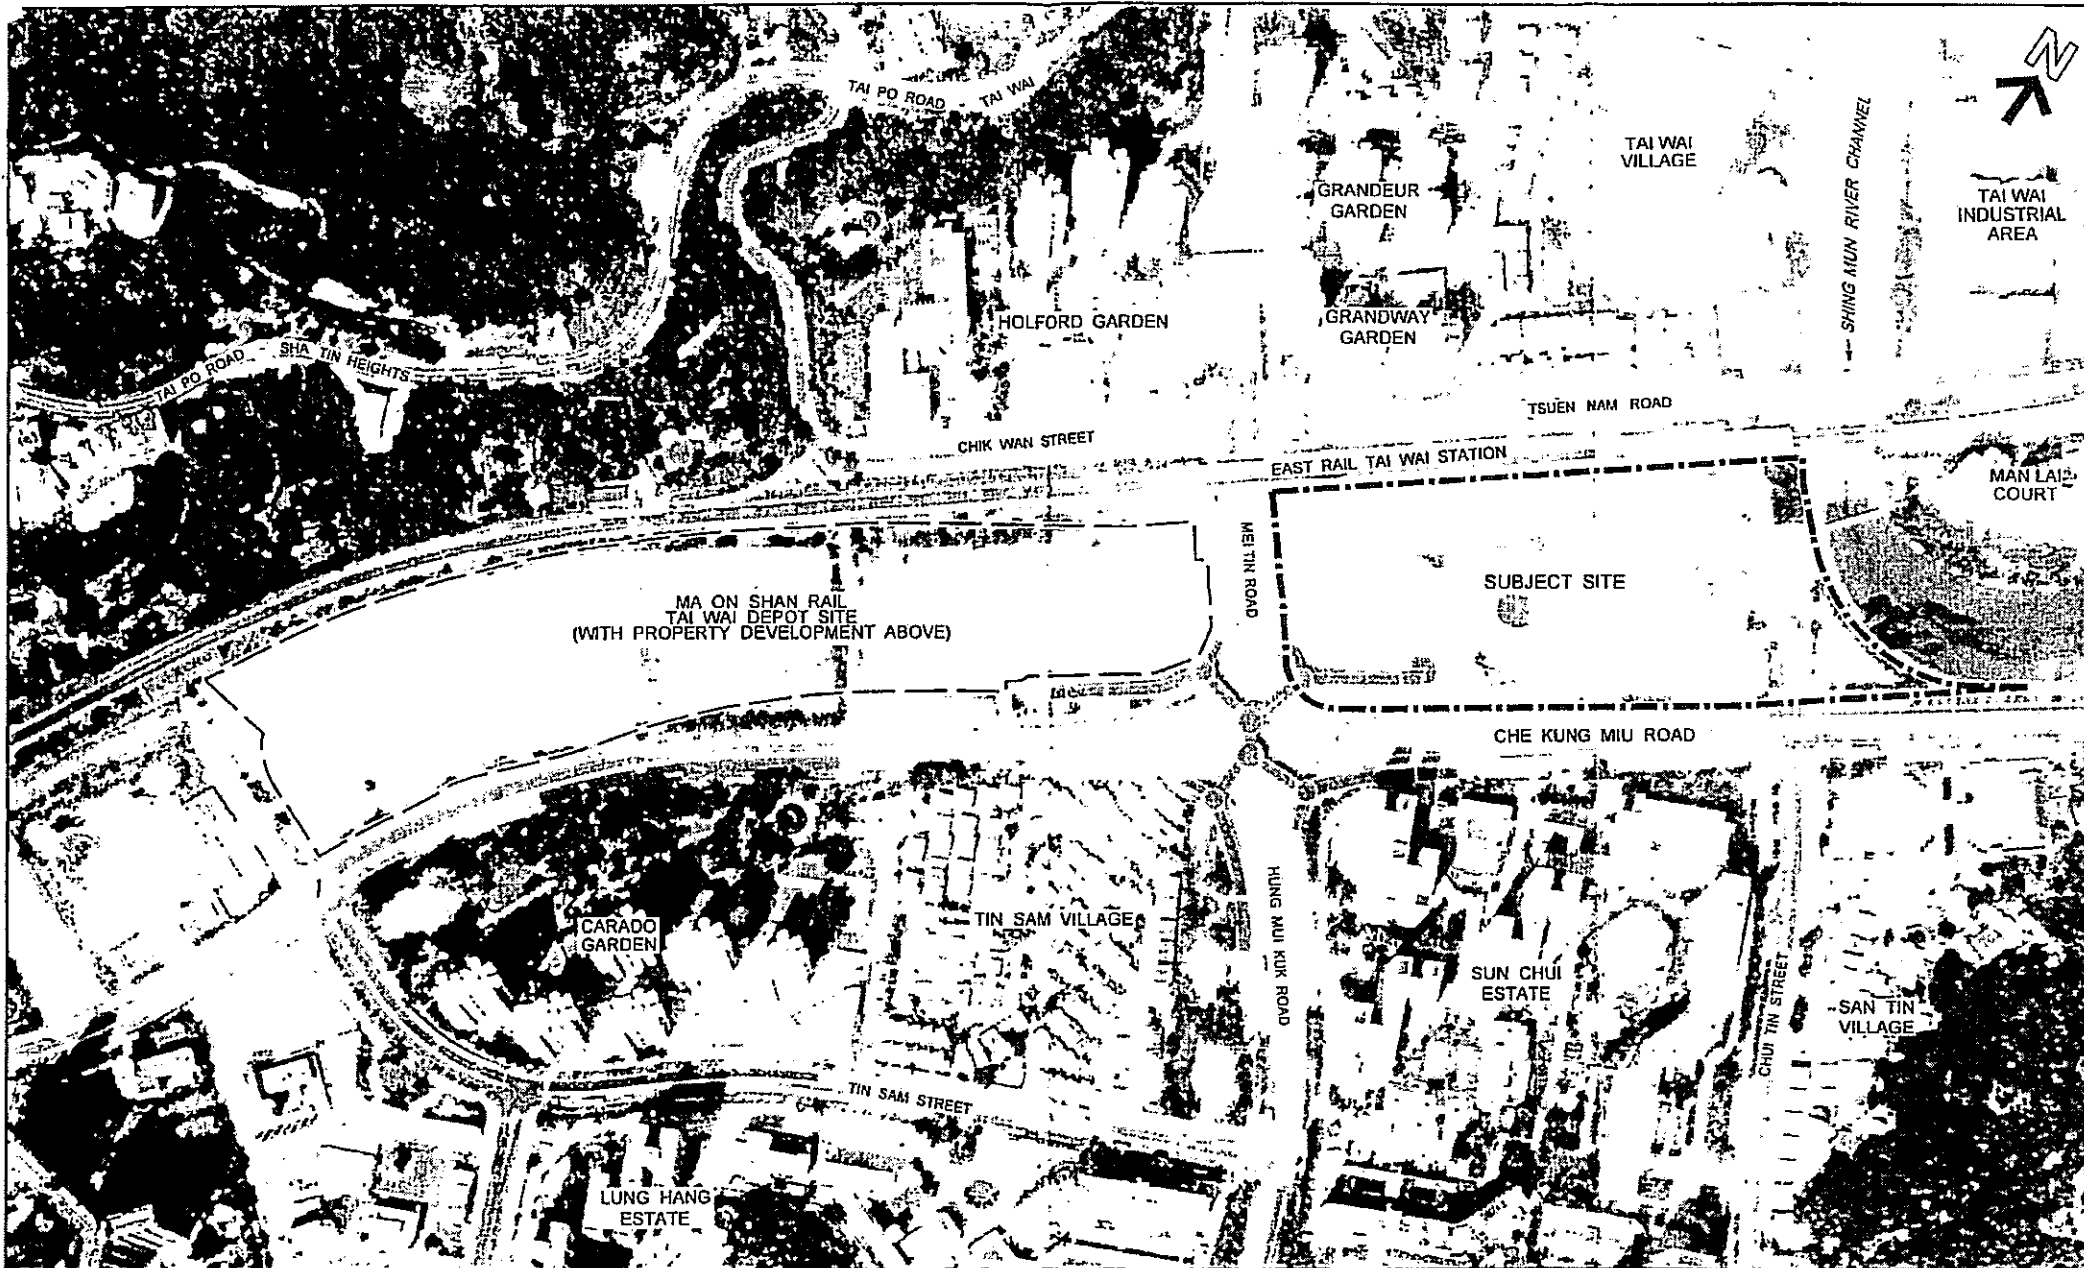 N
TAI PO ROAD
TAI WAI
TAI WAI
VILLAGE
SHING MUN RIVER CHANNEL
TAI WAI
INDUSTRIAL
AREA
GRANDEUR
GARDEN
HOLFORD GARDEN
GRANDWAY
GARDEN
TAI PO ROAD
SHA TIN HEIGHTS
TSUEN NAM ROAD
CHIK WAN STREET
EAST RAIL TAI WAI STATION
MAN LAI
COURT
MEI TIN ROAD
SUBJECT SITE
MA ON SHAN RAIL
TAI WAI DEPOT SITE
(WITH PROPERTY DEVELOPMENT ABOVE)
KCRC
CHE KUNG MIU ROAD
CARADO
GARDEN
TIN SAM VILLAGE
HUNG MUI KUK ROAD
SUN CHUI
ESTATE
CHUI TIN STREET
SAN TIN
VILLAGE
TIN SAM STREET
LUNG HANG
ESTATE